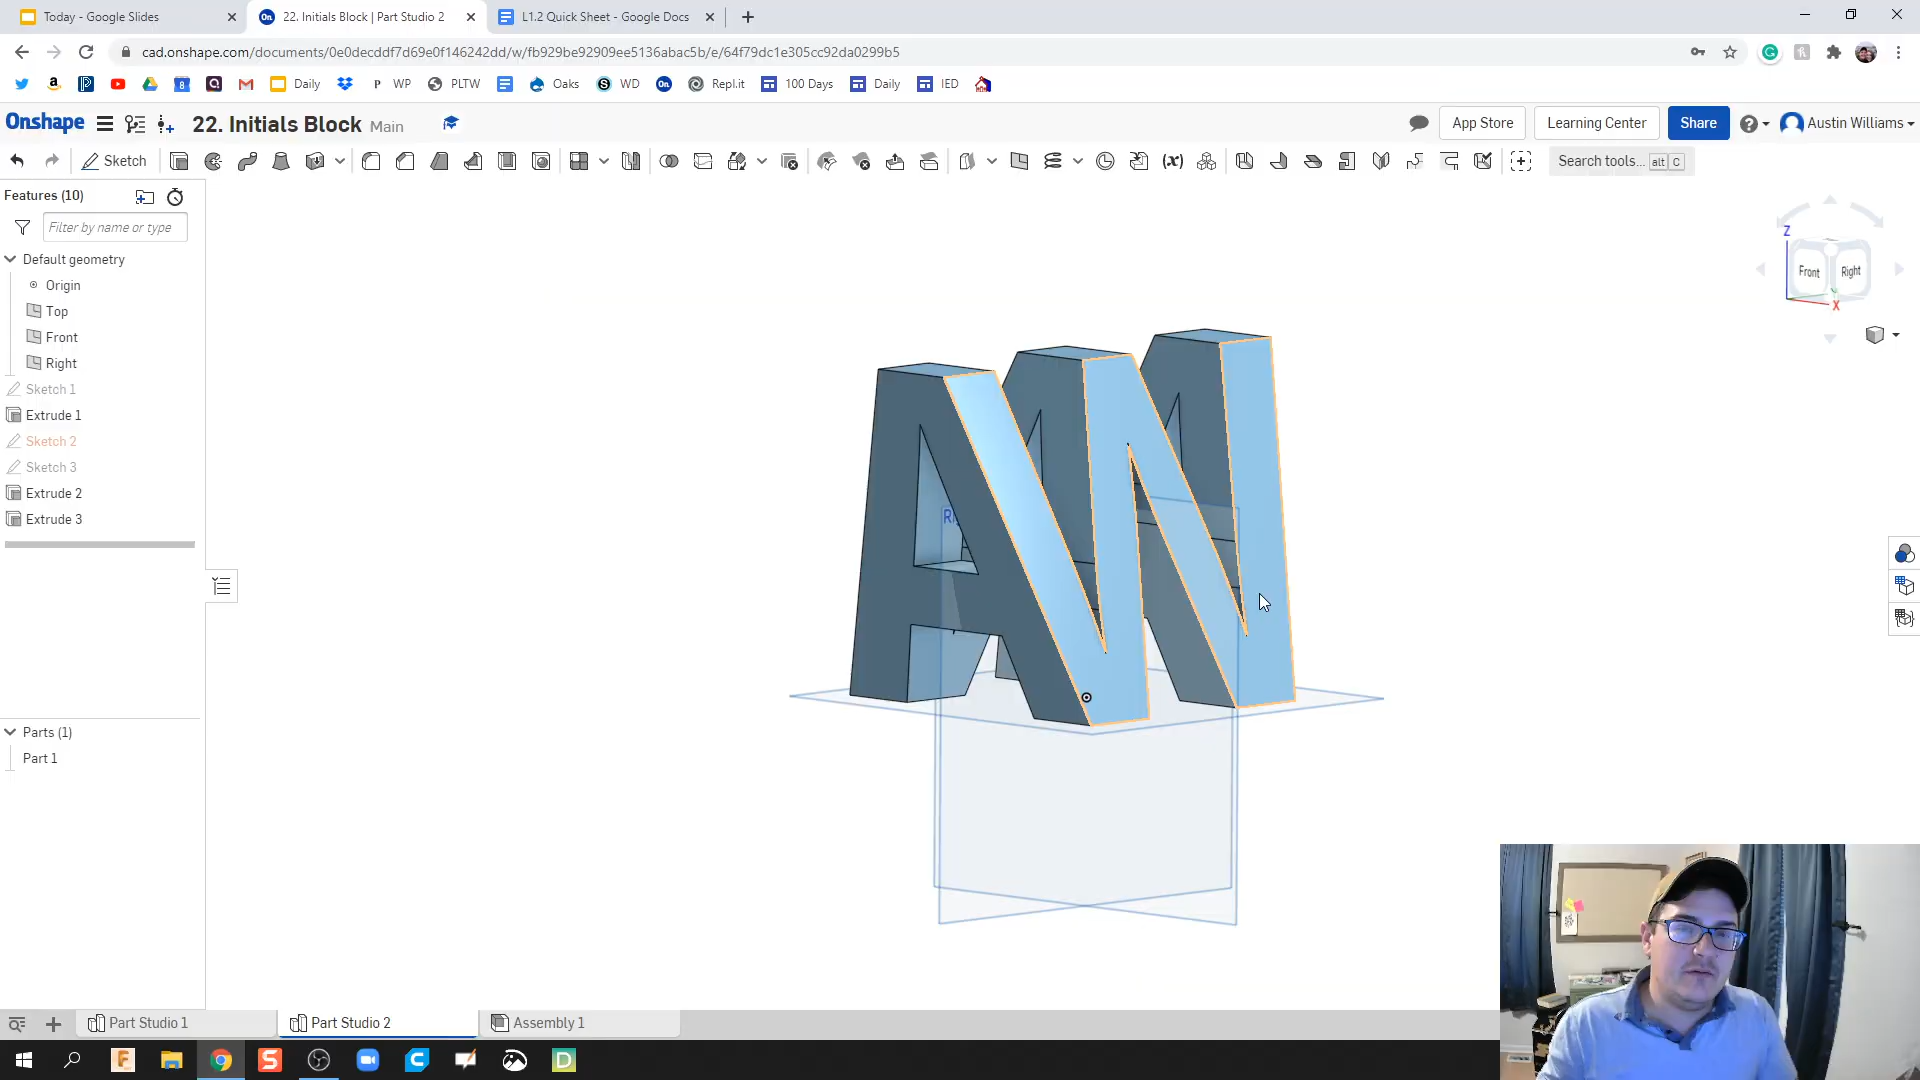 Today - Google Slides
22. Initials Block | Part Studio 2
L1.2 Quick Sheet - Google Docs
cad.onshape.com/documents/0e0decddf7d69e0f146242dd/w/fb929be92909ee5136abac5b/e/64f79dc1e305cc92da0299b5
Daily
P WP
PLTW
Oaks
WD
Repl.it
100 Days
Daily
IED
Onshape
22. Initials Block Main
App Store
Learning Center
Share
Austin Williams
Sketch
(x)
Search tools... alt C
Features (10)
Filter by name or type
Default geometry
Origin
Top
Front
Right
Sketch 1
Extrude 1
Sketch 2
Sketch 3
Extrude 2
Extrude 3
Parts (1)
Part 1
Z
Front
Right
X
Part Studio 1
Part Studio 2
Assembly 1